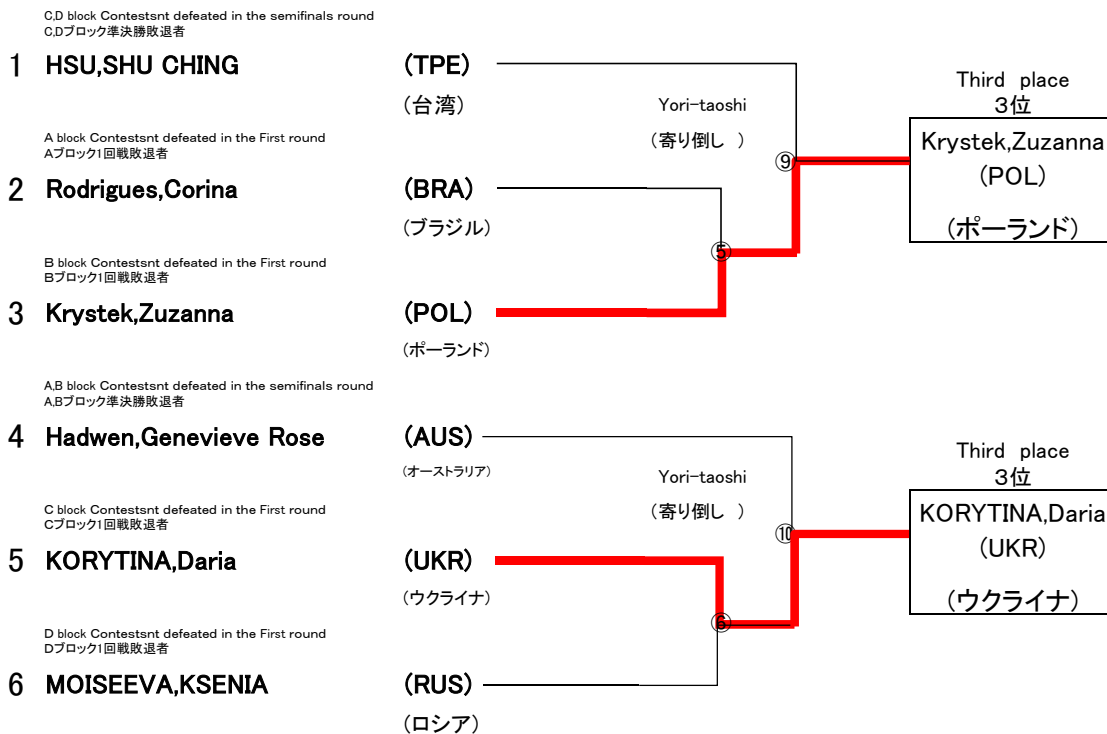 C,D block Contestsnt defeated in the semifinals round
C,Dブロック準決勝敗退者
1 HSU,SHU CHING (TPE)
(台湾)
Yori-taoshi
(寄り倒し )
Third place
3位
⑨
Krystek,Zuzanna
(POL)
(ポーランド)
A block Contestsnt defeated in the First round
Aブロック1回戦敗退者
2 Rodrigues,Corina (BRA)
(ブラジル)
⑤
B block Contestsnt defeated in the First round
Bブロック1回戦敗退者
3 Krystek,Zuzanna (POL)
(ポーランド)
A,B block Contestsnt defeated in the semifinals round
A,Bブロック準決勝敗退者
4 Hadwen,Genevieve Rose (AUS)
(オーストラリア)
Yori-taoshi
(寄り倒し )
Third place
3位
⑩
KORYTINA,Daria
(UKR)
(ウクライナ)
C block Contestsnt defeated in the First round
Cブロック1回戦敗退者
5 KORYTINA,Daria (UKR)
(ウクライナ)
⑥
D block Contestsnt defeated in the First round
Dブロック1回戦敗退者
6 MOISEEVA,KSENIA (RUS)
(ロシア)